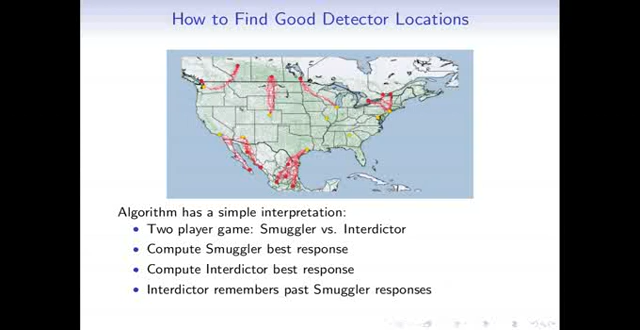 How to Find Good Detector Locations
Algorithm has a simple interpretation:
• Two player game: Smuggler vs. Interdictor
• Compute Smuggler best response
• Compute Interdictor best response
• Interdictor remembers past Smuggler responses